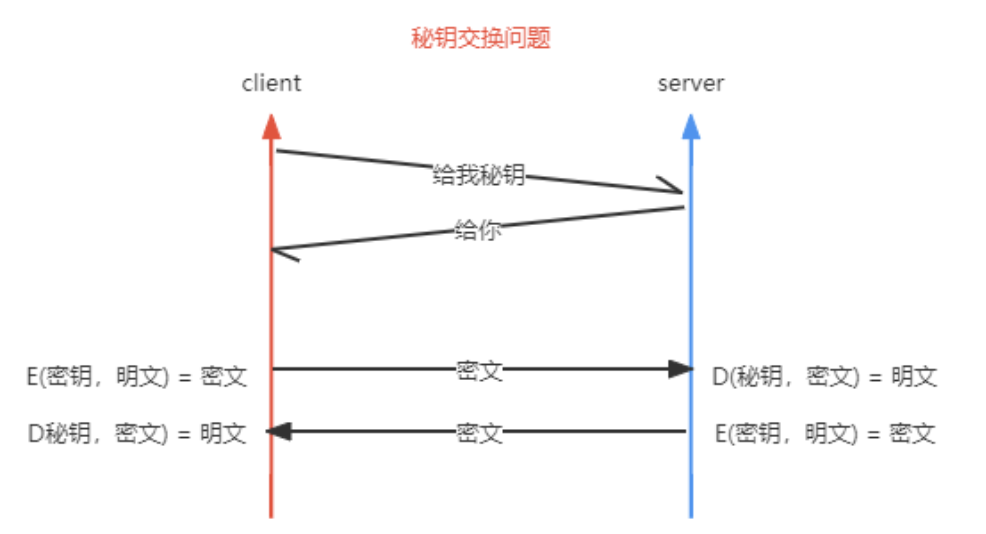 秘钥交换问题
client
server
给我秘钥
给你
E(密钥，明文) = 密文
密文
D(秘钥，密文) = 明文
D秘钥，密文) = 明文
密文
E(密钥，明文) = 密文